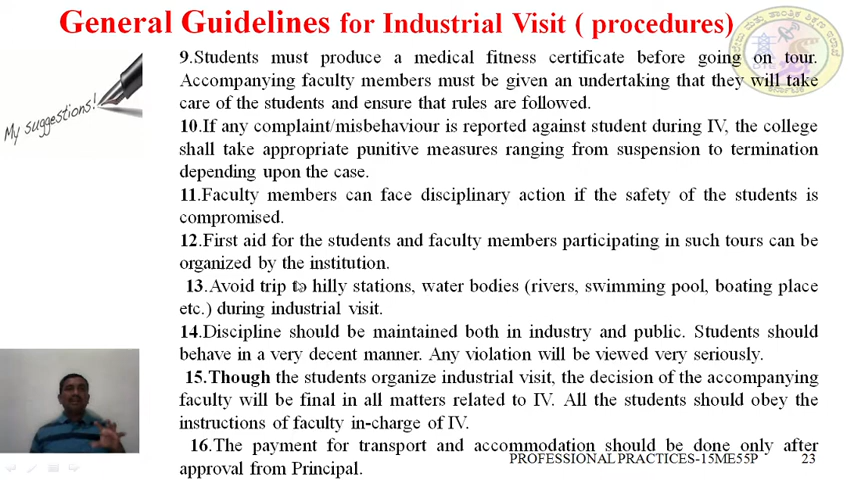 General Guidelines for Industrial Visit ( procedures)
My suggestions!
9.Students must produce a medical fitness certificate before going on tour.
Accompanying faculty members must be given an undertaking that they will take
care of the students and ensure that rules are followed.
10.If any complaint/misbehaviour is reported against student during IV, the college
shall take appropriate punitive measures ranging from suspension to termination
depending upon the case.
11.Faculty members can face disciplinary action if the safety of the students is
compromised.
12.First aid for the students and faculty members participating in such tours can be
organized by the institution.
13.Avoid trip to hilly stations, water bodies (rivers, swimming pool, boating place
etc.) during industrial visit.
14.Discipline should be maintained both in industry and public. Students should
behave in a very decent manner. Any violation will be viewed very seriously.
15.Though the students organize industrial visit, the decision of the accompanying
faculty will be final in all matters related to IV. All the students should obey the
instructions of faculty in-charge of IV.
16.The payment for transport and accommodation should be done only after
approval from Principal.
PROFESSIONAL PRACTICES-15ME55P 23